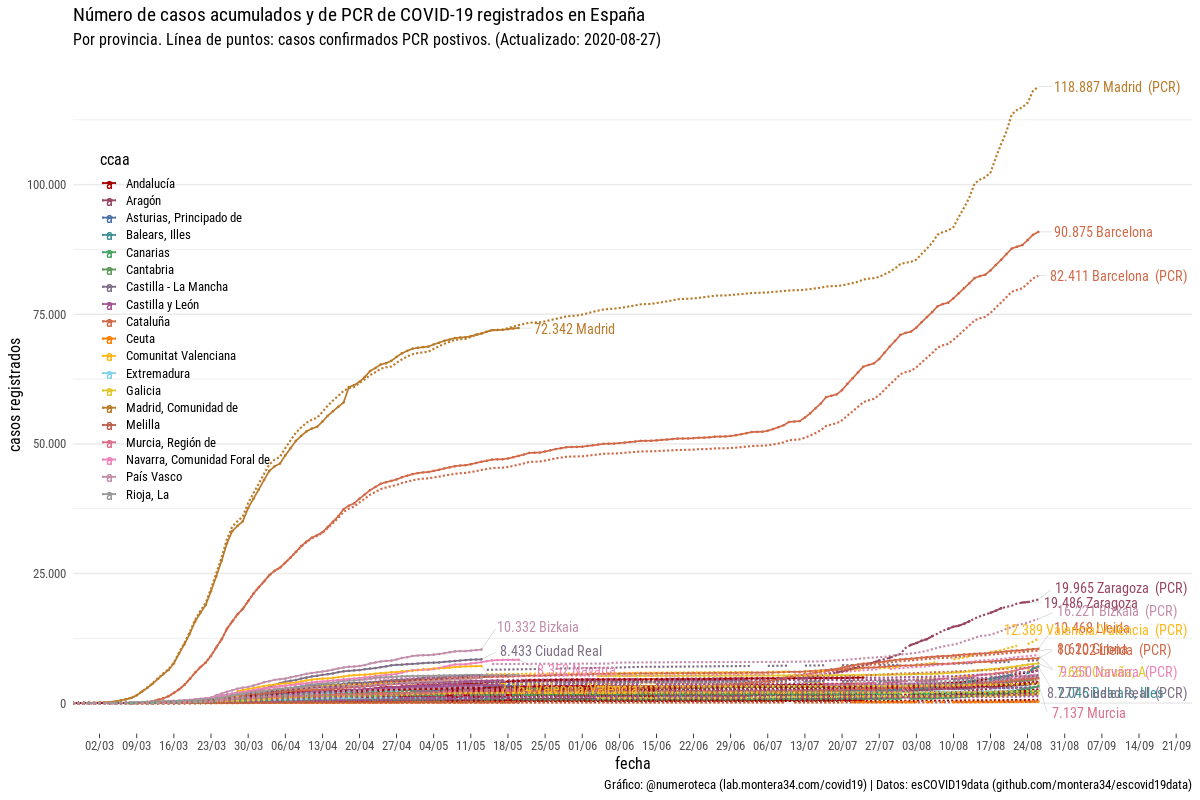 Número de casos acumulados y de PCR de COVID-19 registrados en España
Por provincia. Línea de puntos: casos confirmados PCR postivos. (Actualizado: 2020-08-27)
118.887 Madrid (PCR)
ccaa
Andalucía
Aragón
Asturias, Principado de
Balears, Illes
Canarias
Cantabria
Castilla - La Mancha
Castilla y León
Cataluña
Ceuta
Comunitat Valenciana
Extremadura
Galicia
Madrid, Comunidad de
Melilla
Murcia, Región de
Navarra, Comunidad Foral de
País Vasco
Rioja, La
100.000
75.000
50.000
25.000
0
casos registrados
90.875 Barcelona
82.411 Barcelona (PCR)
72.342 Madrid
19.965 Zaragoza (PCR)
19.486 Zaragoza
16.221 Bizkaia (PCR)
10.468 Lleida
12.389 Valencia/València (PCR)
10.332 Bizkaia
8.433 Ciudad Real
7.137 Murcia
02/03 09/03 16/03 23/03 30/03 06/04 13/04 20/04 27/04 04/05 11/05 18/05 25/05 01/06 08/06 15/06 22/06 29/06 06/07 13/07 20/07 27/07 03/08 10/08 17/08 24/08 31/08 07/09 14/09 21/09
fecha
Gráfico: @numeroteca (lab.montera34.com/covid19) | Datos: esCOVID19data (github.com/montera34/escovid19data)